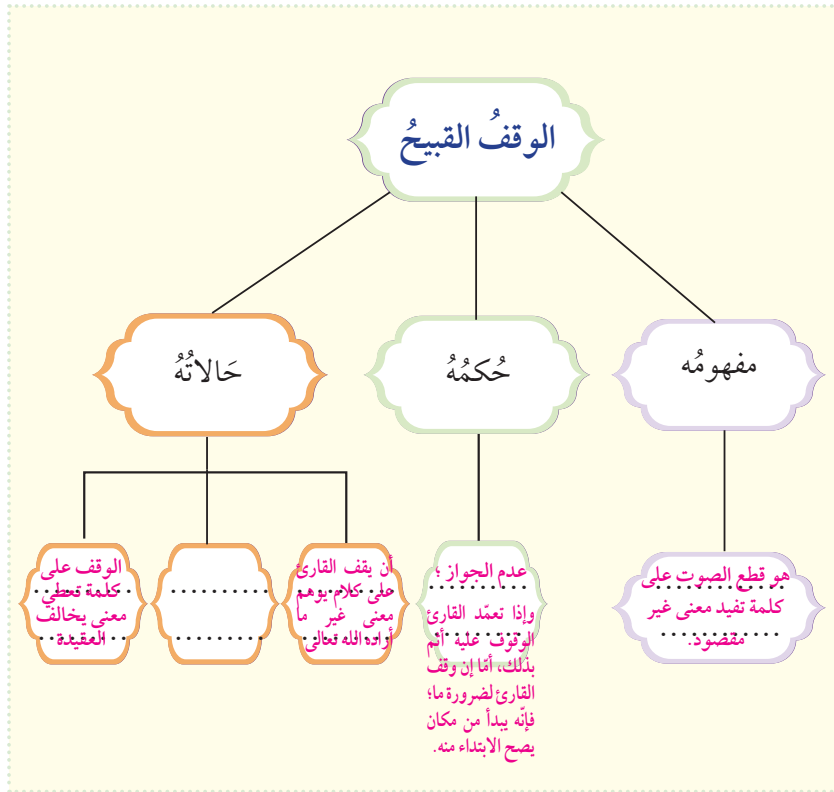 الوقفُ القبيحُ
مفهومُه
حُكمُهُ
حَالاتُهُ
هو قطع الصوت على
كلمة تفيد معنى غير
مقصود.
عدم الجواز ؛
وإذا تعمّد القارئ
الوقوف عليه أثم
بذلك، أمّا إن وقف
القارئ لضرورة ما؛
فإنّه يبدأ من مكان
يصح الابتداء منه.
أن يقف القارئ
على كلام يوهم
معنى غير ما
أراده الله تعالى
الوقف على
كلمة تعطي
معنى يخالف
العقيدة